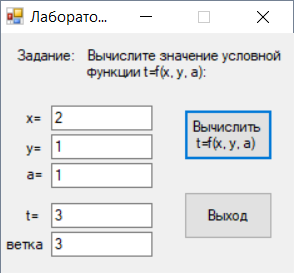 Лаборато...
Задание: Вычислите значение условной
функции t=f(x, y, a):
x= 2
y= 1
a= 1
Вычислить
t=f(x, y, a)
t= 3
ветка 3
Выход